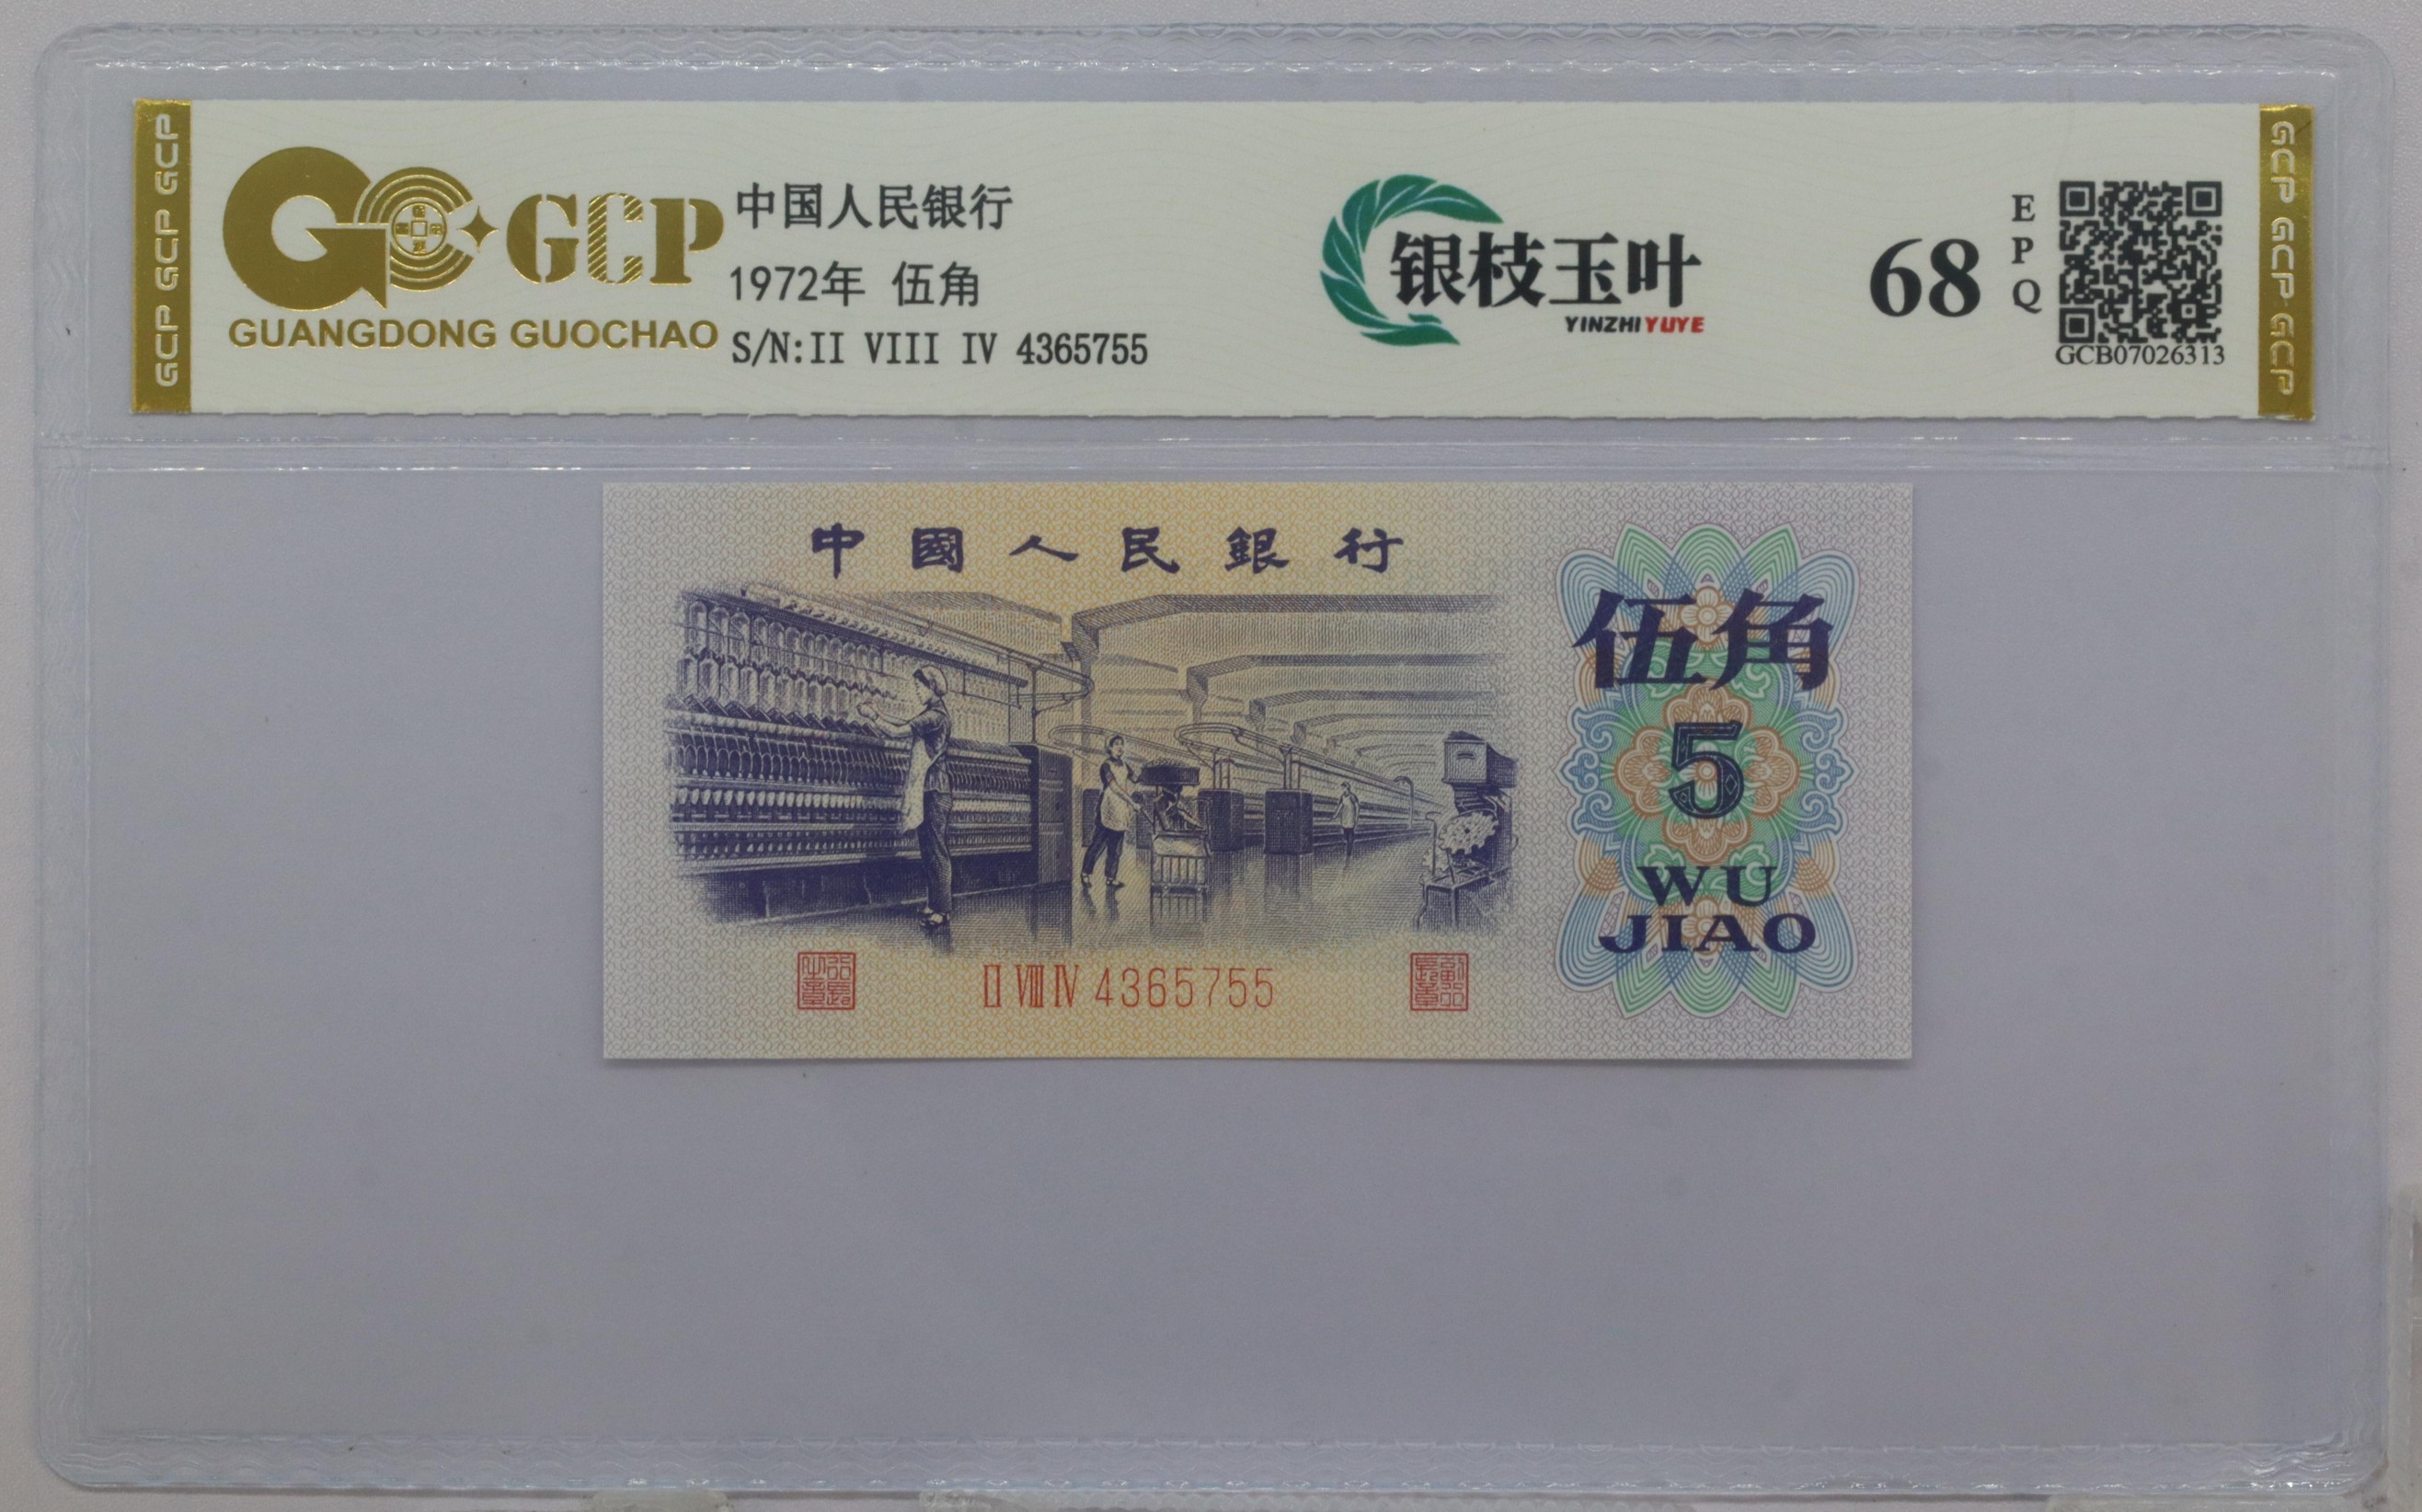 GCP GCP GCP
GCP
GUANGDONG GUOCHAO
中国人民银行
1972年 伍角
S/N:II VIII IV 4365755
银枝玉叶
YINZHIYUYE
68
EPQ
GCB07026313
GCP GCP GCP
中國人民銀行
伍角
5
WU
JIAO
II VIII IV 4365755